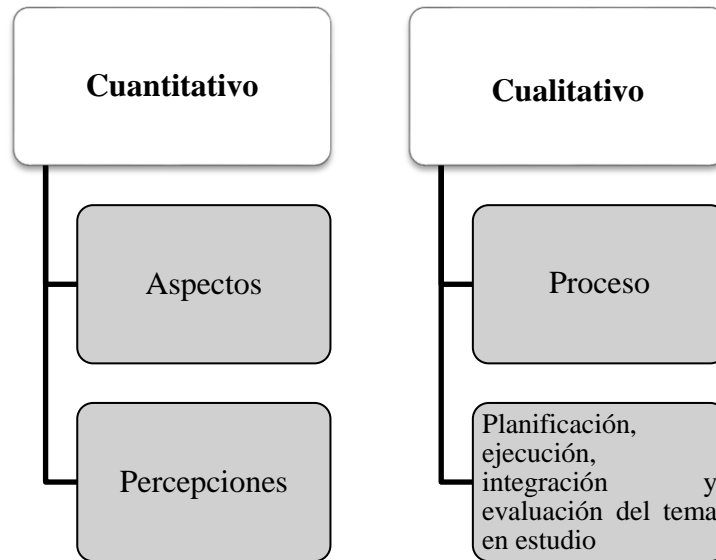 Cuantitativo
Aspectos
Percepciones
Cualitativo
Proceso
Planificación,
ejecución,
integración y
evaluación del tema
en estudio